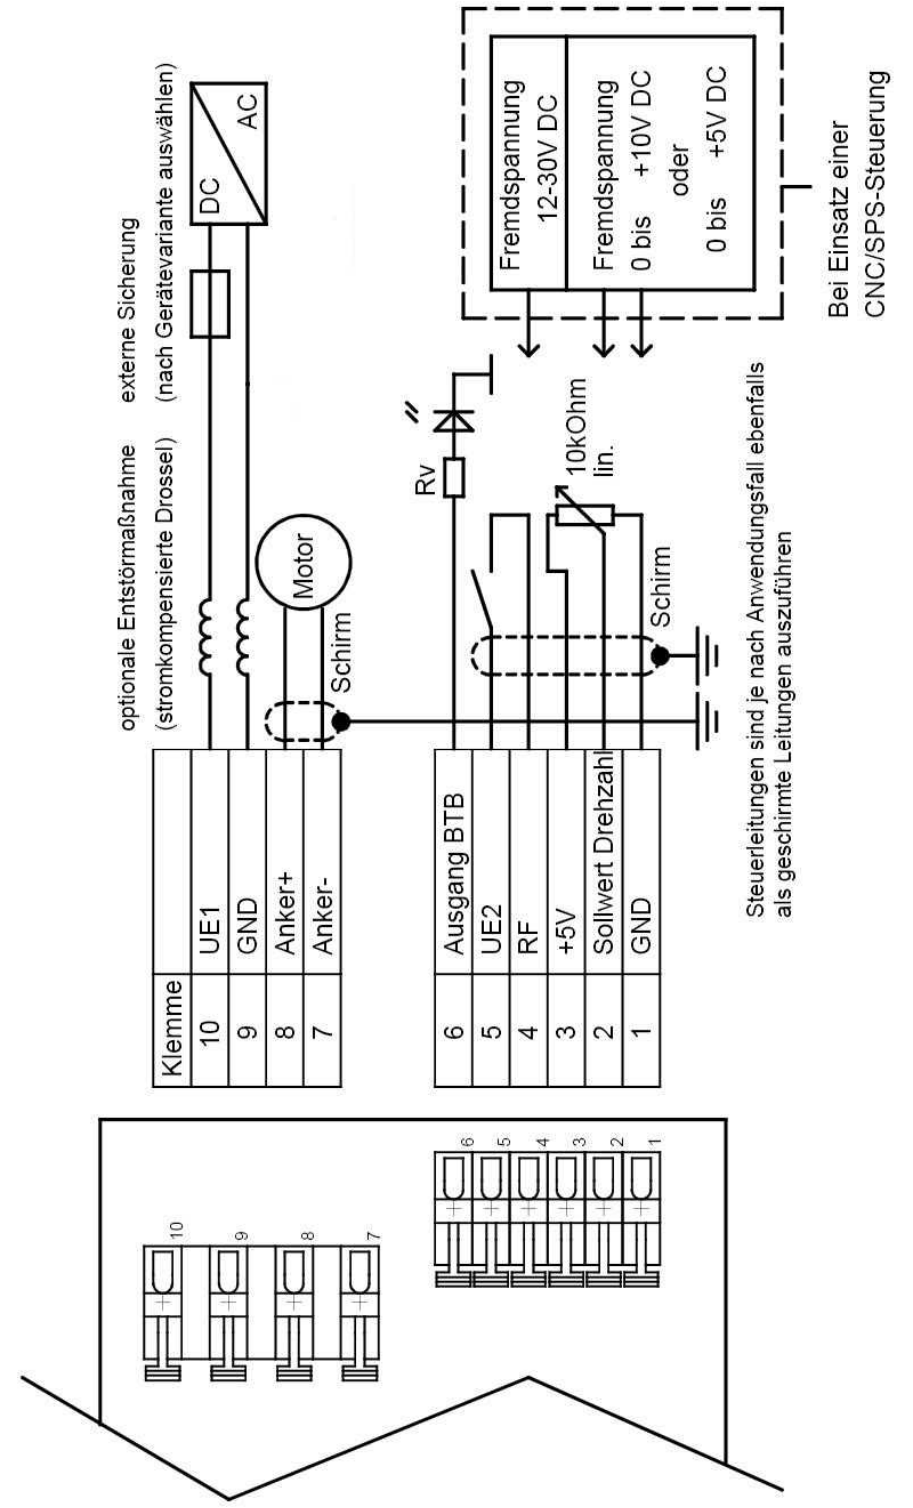 optionale Entstörmaßnahme
(stromkompensierte Drossel)
externe Sicherung
(nach Gerätevariante auswählen)
DC
AC
Motor
Schirm
Klemme
10 UE1
9 GND
8 Anker+
7 Anker-
6 Ausgang BTB
5 UE2
4 RF
3 +5V
2 Sollwert Drehzahl
1 GND
Rv
10kOhm
lin.
Schirm
Fremdspannung
12-30V DC
Fremdspannung
0 bis +10V DC
oder
0 bis +5V DC
Bei Einsatz einer
CNC/SPS-Steuerung
Steuerleitungen sind je nach Anwendungsfall ebenfalls
als geschirmte Leitungen auszuführen
10
9
8
7
6
5
4
3
2
1